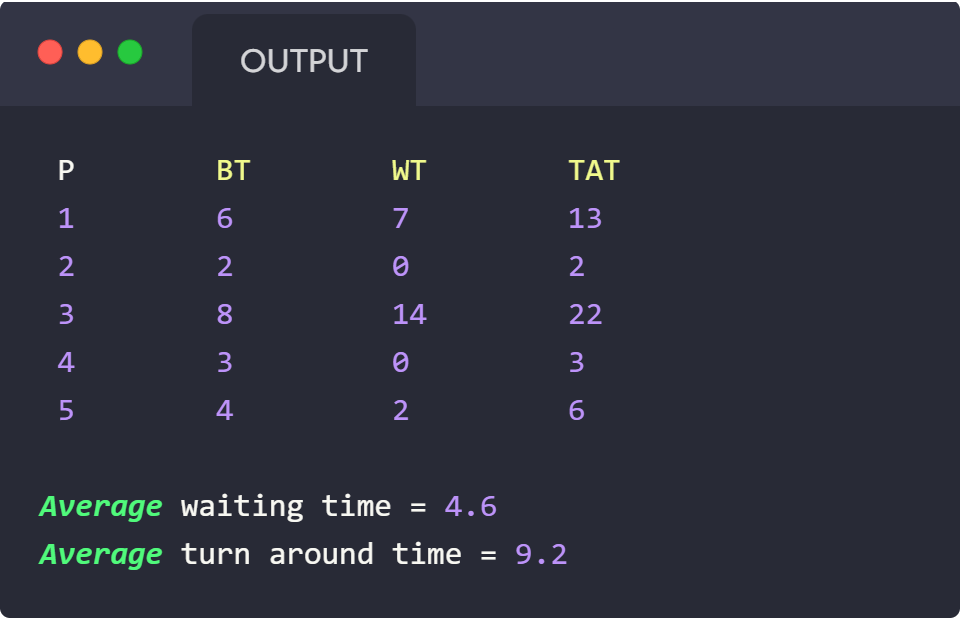 OUTPUT
P BT WT TAT
1 6 7 13
2 2 0 2
3 8 14 22
4 3 0 3
5 4 2 6
Average waiting time = 4.6
Average turn around time = 9.2